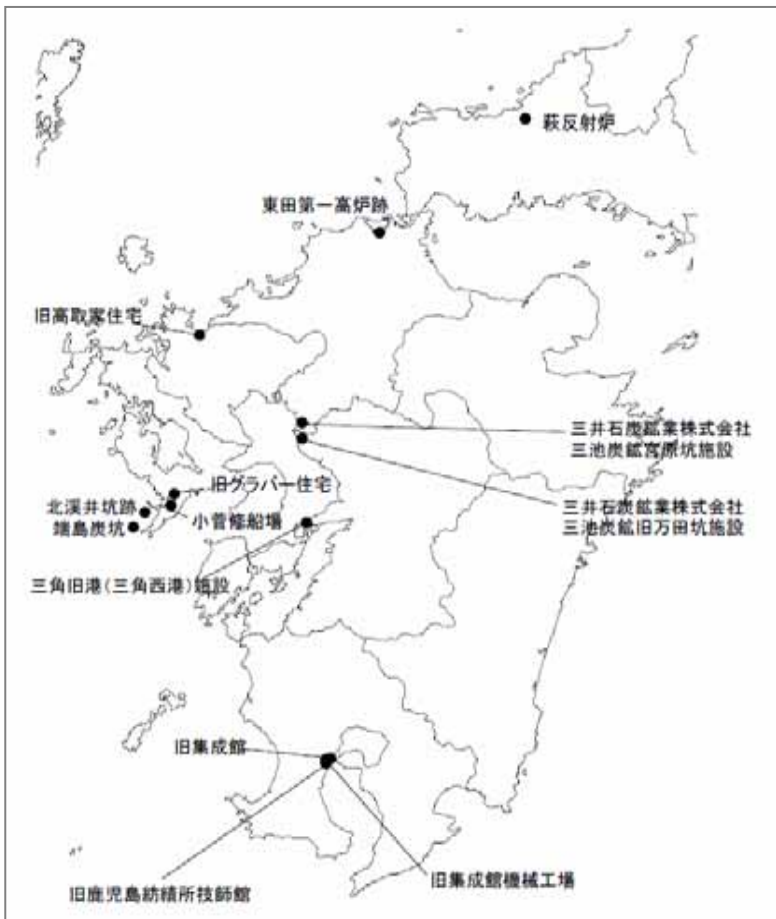 萩反射炉
東田第一高炉跡
旧高取家住宅
三井石炭鉱業株式会社
三池炭鉱宮原坑施設
旧グラバー住宅
北渓井坑跡
小菅修船場
端島炭坑
三井石炭鉱業株式会社
三池炭鉱旧万田坑施設
三角旧港(三角西港)施設
旧集成館
旧鹿児島紡績所技師館
旧集成館機械工場